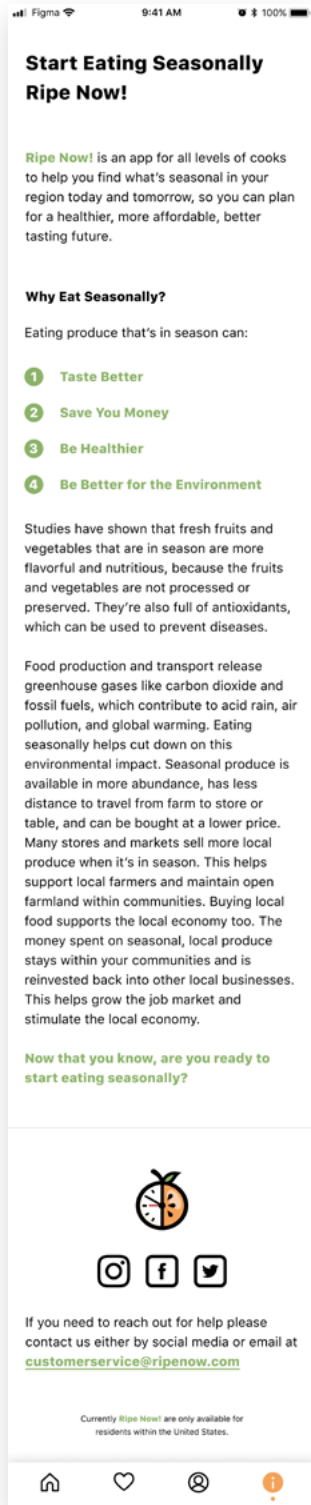 Figma 9:41 AM 100%
Start Eating Seasonally
Ripe Now!
Ripe Now! is an app for all levels of cooks
to help you find what's seasonal in your
region today and tomorrow, so you can plan
for a healthier, more affordable, better
tasting future.
Why Eat Seasonally?
Eating produce that's in season can:
1 Taste Better
2 Save You Money
3 Be Healthier
4 Be Better for the Environment
Studies have shown that fresh fruits and
vegetables that are in season are more
flavorful and nutritious, because the fruits
and vegetables are not processed or
preserved. They're also full of antioxidants,
which can be used to prevent diseases.
Food production and transport release
greenhouse gases like carbon dioxide and
fossil fuels, which contribute to acid rain, air
pollution, and global warming. Eating
seasonally helps cut down on this
environmental impact. Seasonal produce is
available in more abundance, has less
distance to travel from farm to store or
table, and can be bought at a lower price.
Many stores and markets sell more local
produce when it's in season. This helps
support local farmers and maintain open
farmland within communities. Buying local
food supports the local economy too. The
money spent on seasonal, local produce
stays within your communities and is
reinvested back into other local businesses.
This helps grow the job market and
stimulate the local economy.
Now that you know, are you ready to
start eating seasonally?
If you need to reach out for help please
contact us either by social media or email at
customerservice@ripenow.com
Currently Ripe Now! are only available for
residents within the United States.